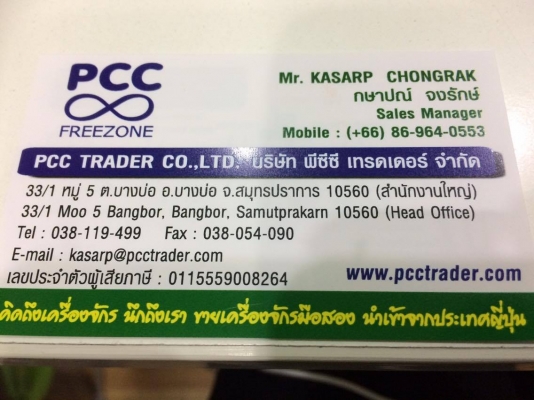 PCC
FREEZONE
Mr. KASARP CHONGRAK
กษาปณ์ จงรักษ์
Sales Manager
Mobile : (+66) 86-964-0553
PCC TRADER CO.,LTD. บริษัท พีซีซี เทรดเดอร์ จำกัด
33/1 หมู่ 5 ต.บางบ่อ อ.บางบ่อ จ.สมุทรปราการ 10560 (สำนักงานใหญ่)
33/1 Moo 5 Bangbor, Bangbor, Samutprakarn 10560 (Head Office)
Tel : 038-119-499 Fax : 038-054-090
E-mail : kasarp@pcctrader.com
เลขประจำตัวผู้เสียภาษี : 0115559008264
www.pcctrader.com
คิดถึงเครื่องจักร นึกถึงเรา ขายเครื่องจักรมือสอง นำเข้าจากประเทศญี่ปุ่น